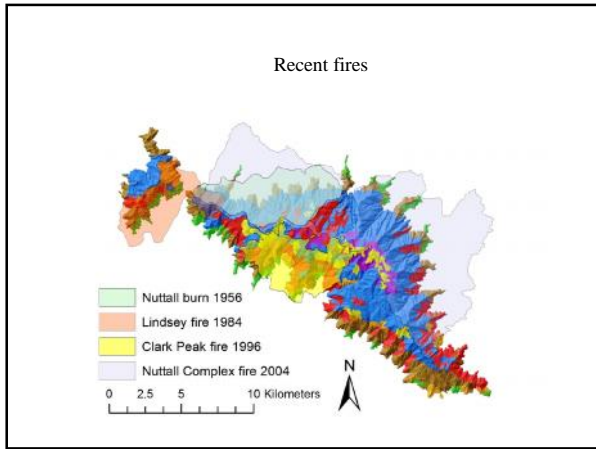 Recent fires
Nuttall burn 1956
Lindsey fire 1984
Clark Peak fire 1996
Nuttall Complex fire 2004
0 2.5 5 10 Kilometers
N